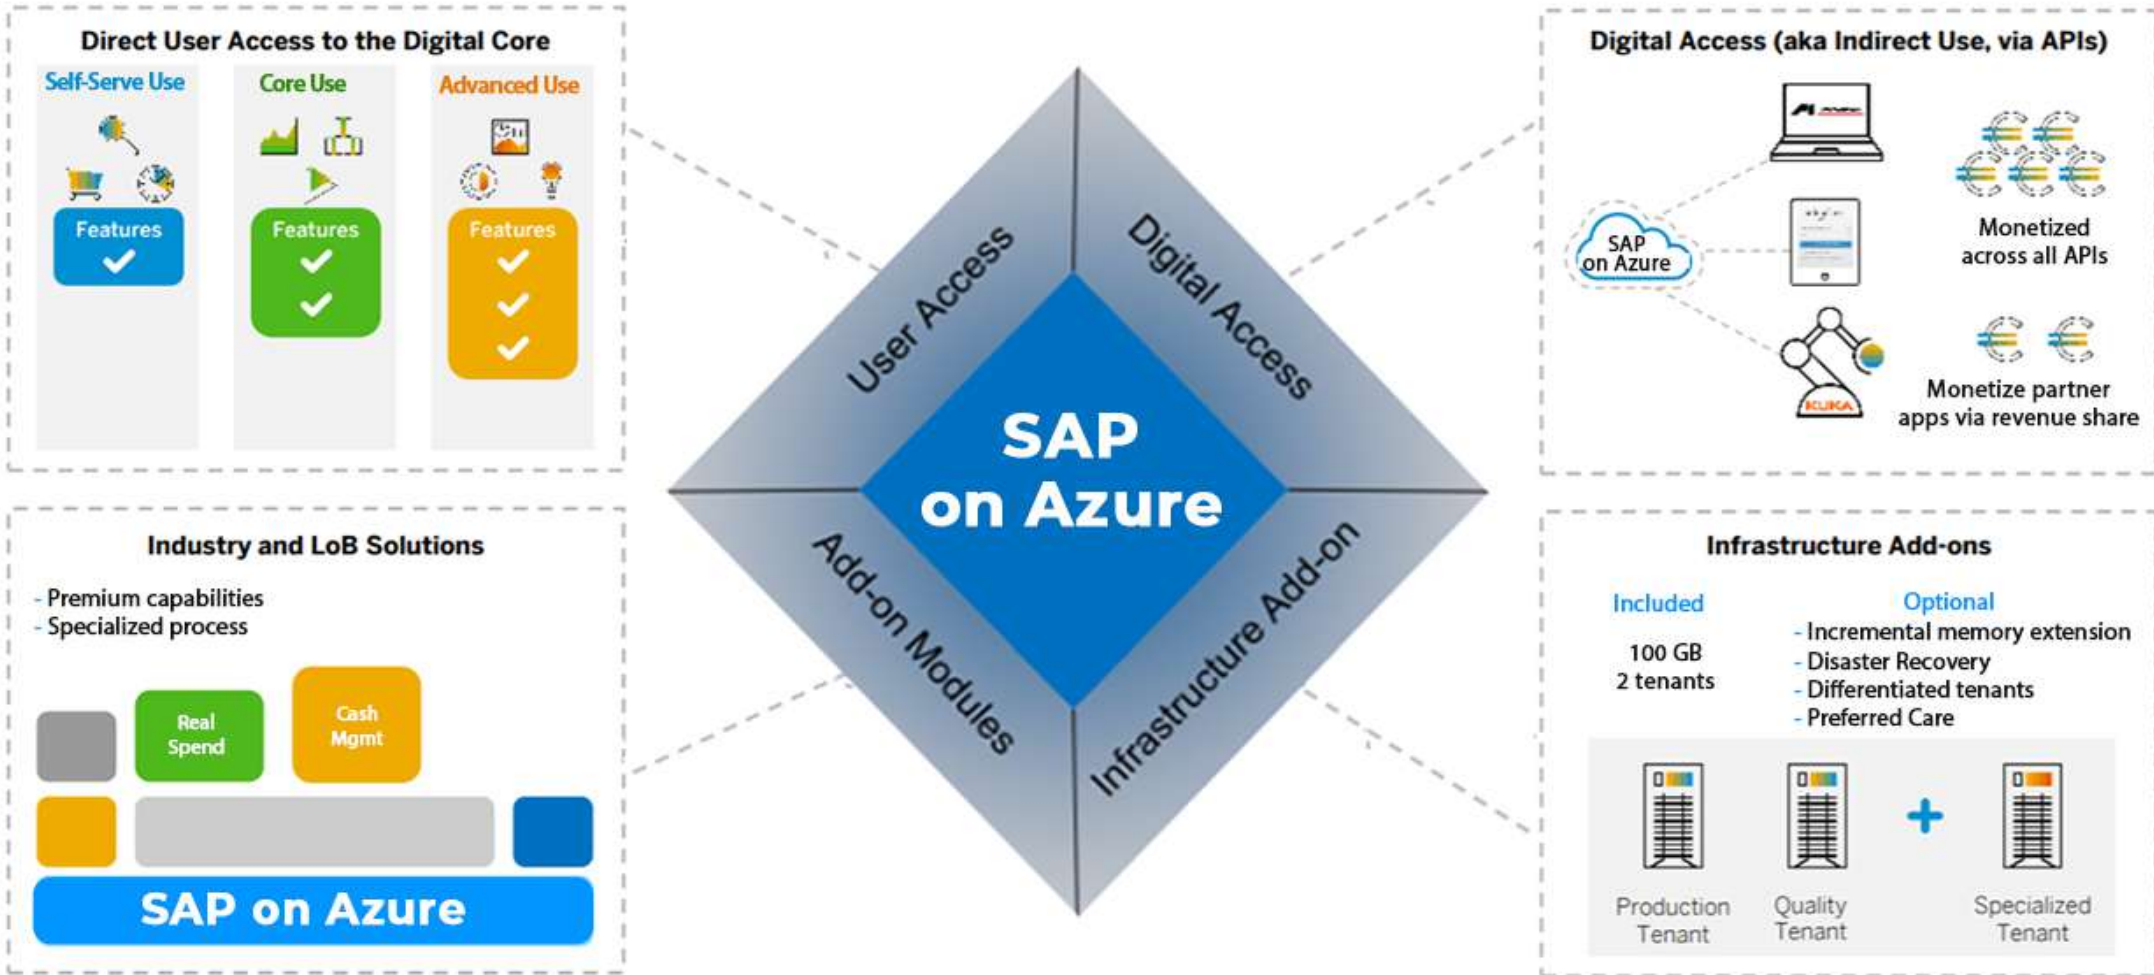 Direct User Access to the Digital Core
Self-Serve Use
Core Use
Advanced Use
Features
Features
Features
Digital Access (aka Indirect Use, via APIs)
SAP
on Azure
KUKA
Monetized
across all APIs
Monetize partner
apps via revenue share
User Access
Digital Access
SAP
on Azure
Add-on Modules
Infrastructure Add-on
Industry and LoB Solutions
- Premium capabilities
- Specialized process
Real
Spend
Cash
Mgmt
SAP on Azure
Infrastructure Add-ons
Included
100 GB
2 tenants
Optional
- Incremental memory extension
- Disaster Recovery
- Differentiated tenants
- Preferred Care
Production
Tenant
Quality
Tenant
Specialized
Tenant